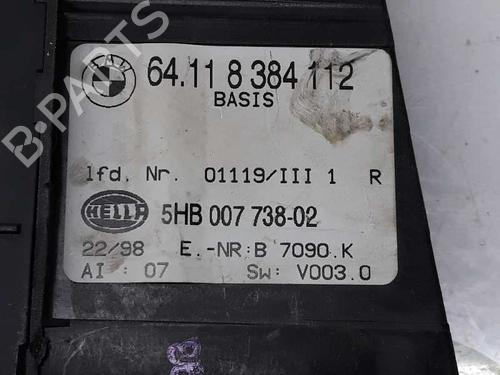 BMW
64.11 8 384 112
BASIS
lfd. Nr. 01119/III 1 R
HELLA
5HB 007 738-02
22/98 E.-NR:B 7090.K
AI : 07 Sw: V003.0
B-PARTS